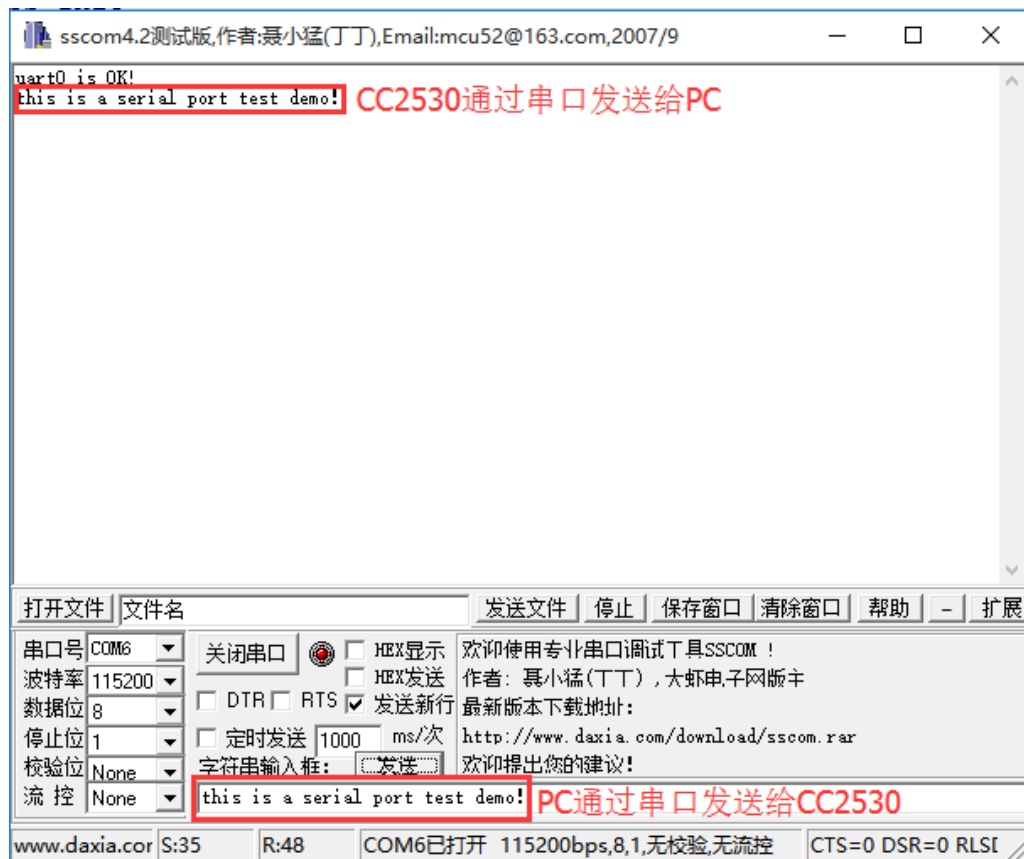 sscom4.2测试版,作者:聂小猛(丁丁),Email:mcu52@163.com,2007/9
uart0 is OK!
this is a serial port test demo! CC2530通过串口发送给PC
打开文件 文件名 发送文件 停止 保存窗口 清除窗口 帮助 - 扩展
串口号 COM6 关闭串口 HEX显示 欢迎使用专业串口调试工具SSCOM !
波特率 115200 HEX发送 作者: 聂小猛(丁丁) ,大虾电子网版主
数据位 8 DTR RTS 发送新行 最新版本下载地址:
停止位 1 定时发送 1000 ms/次 http://www.daxia.com/download/sscom.rar
校验位 None 字符串输入框: 发送 欢迎提出您的建议!
流 控 None this is a serial port test demo! PC通过串口发送给CC2530
www.daxia.cor S:35 R:48 COM6已打开 115200bps,8,1,无校验,无流控 CTS=0 DSR=0 RLSI